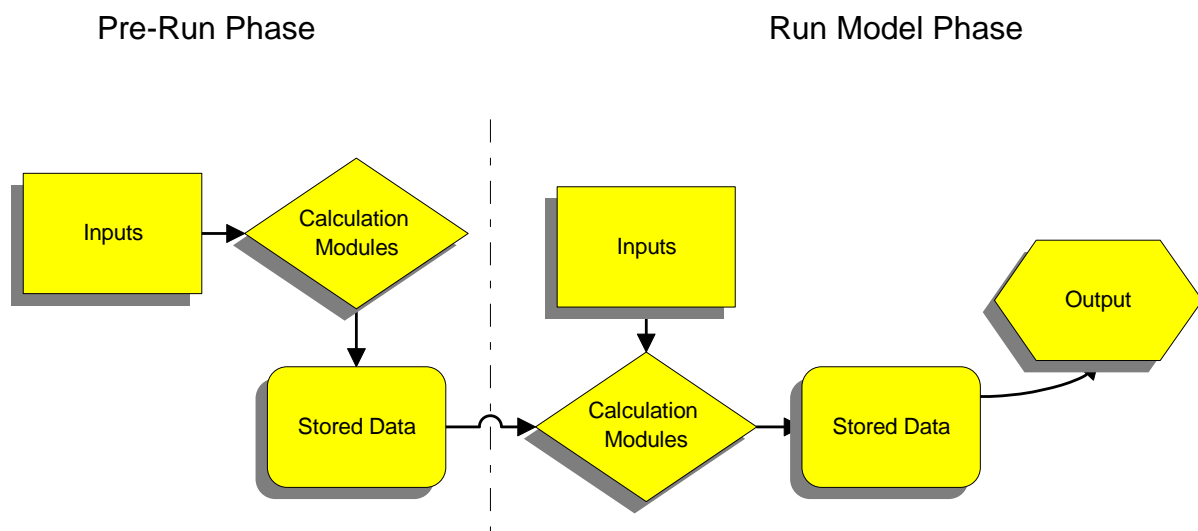 Pre-Run Phase
Run Model Phase
Inputs
Calculation
Modules
Stored Data
Inputs
Calculation
Modules
Stored Data
Output